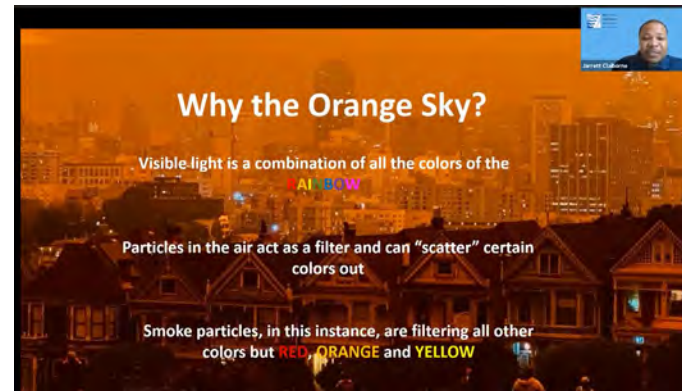 Jarrett Claiborne
Why the Orange Sky?
Visible light is a combination of all the colors of the
RAINBOW
Particles in the air act as a filter and can “scatter” certain
colors out
Smoke particles, in this instance, are filtering all other
colors but RED, ORANGE and YELLOW